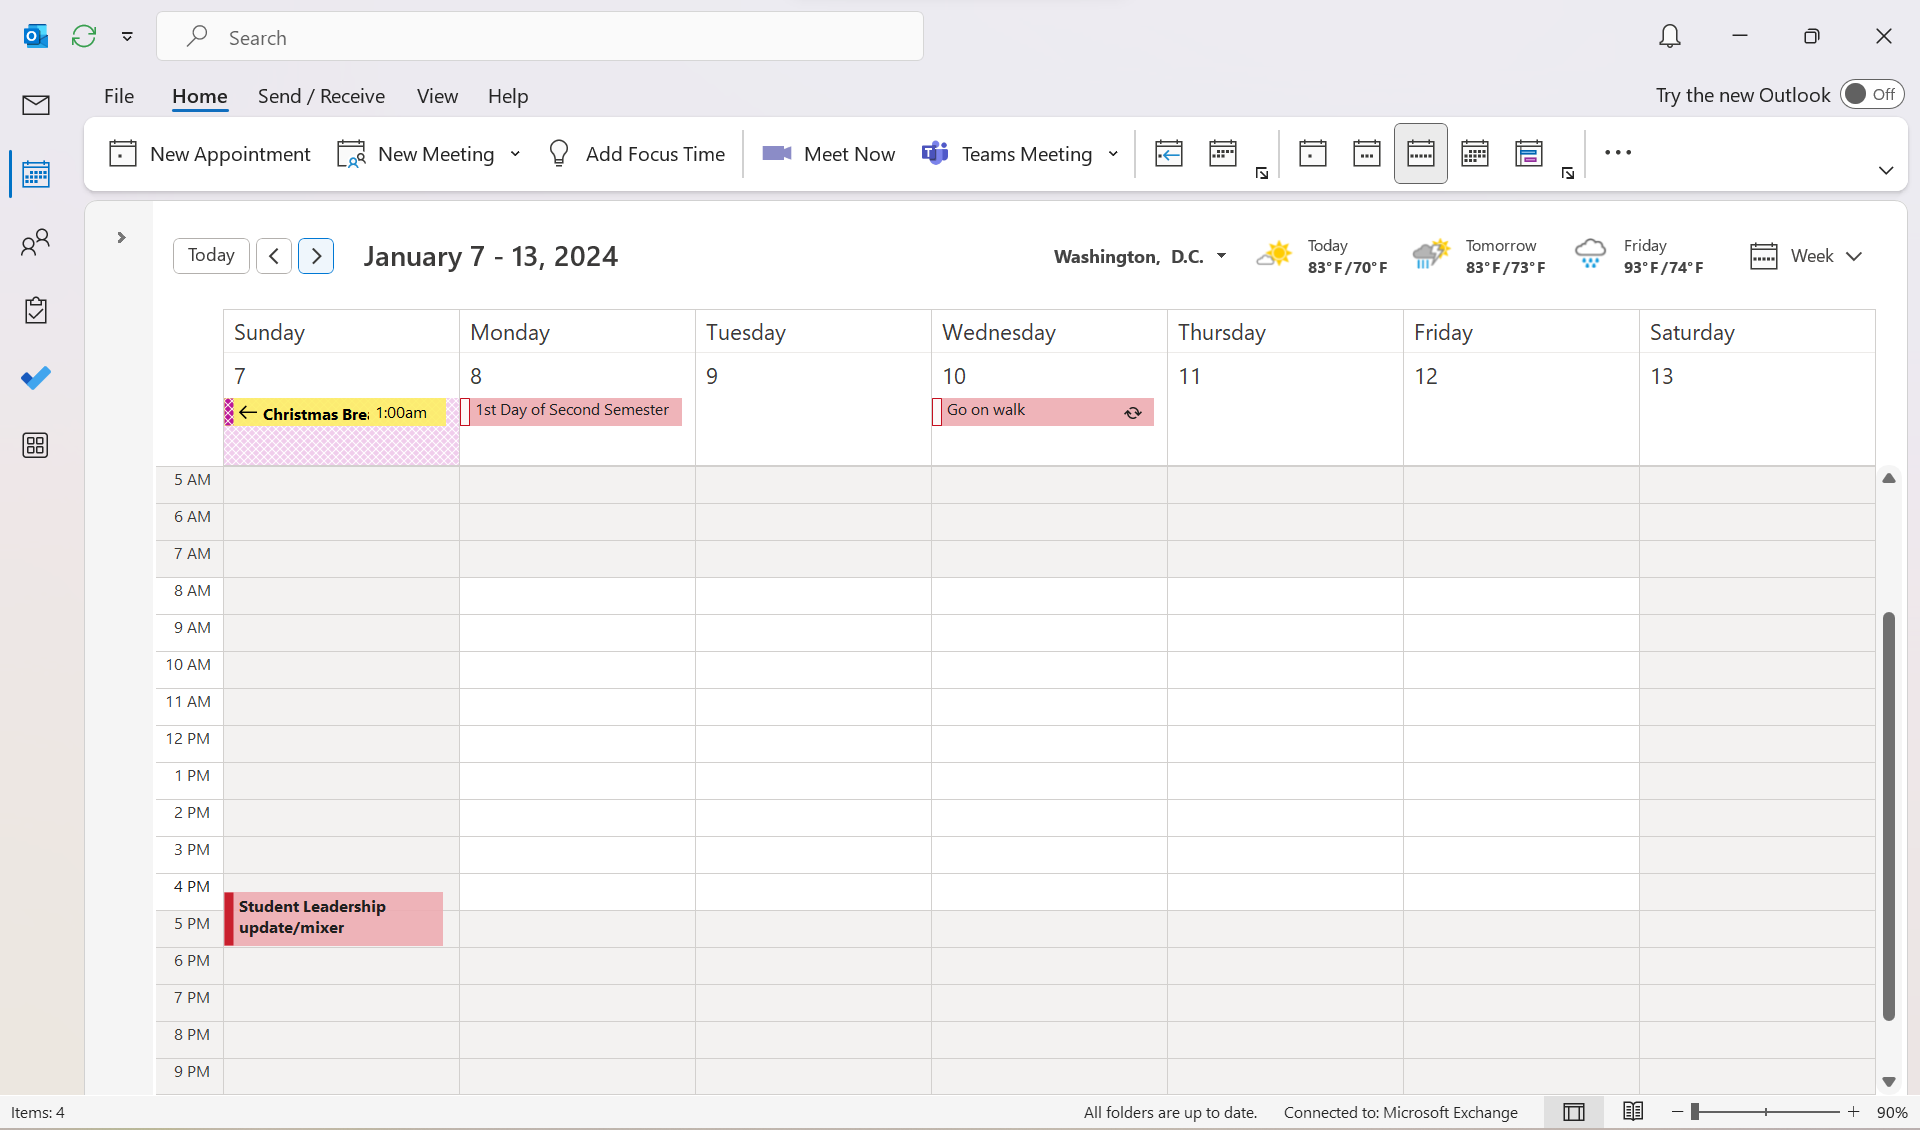 Search
File Home Send / Receive View Help
Try the new Outlook Off
New Appointment New Meeting Add Focus Time Meet Now Teams Meeting
Today January 7 - 13, 2024
Washington, D.C.
Today
83°F/70°F
Tomorrow
83°F/73°F
Friday
93°F/74°F
Week
Sunday Monday Tuesday Wednesday Thursday Friday Saturday
7 8 9 10 11 12 13
Christmas Brea 1:00am
1st Day of Second Semester
Go on walk
5 AM
6 AM
7 AM
8 AM
9 AM
10 AM
11 AM
12 PM
1 PM
2 PM
3 PM
4 PM
Student Leadership
update/mixer
5 PM
6 PM
7 PM
8 PM
9 PM
Items: 4
All folders are up to date. Connected to: Microsoft Exchange 90%